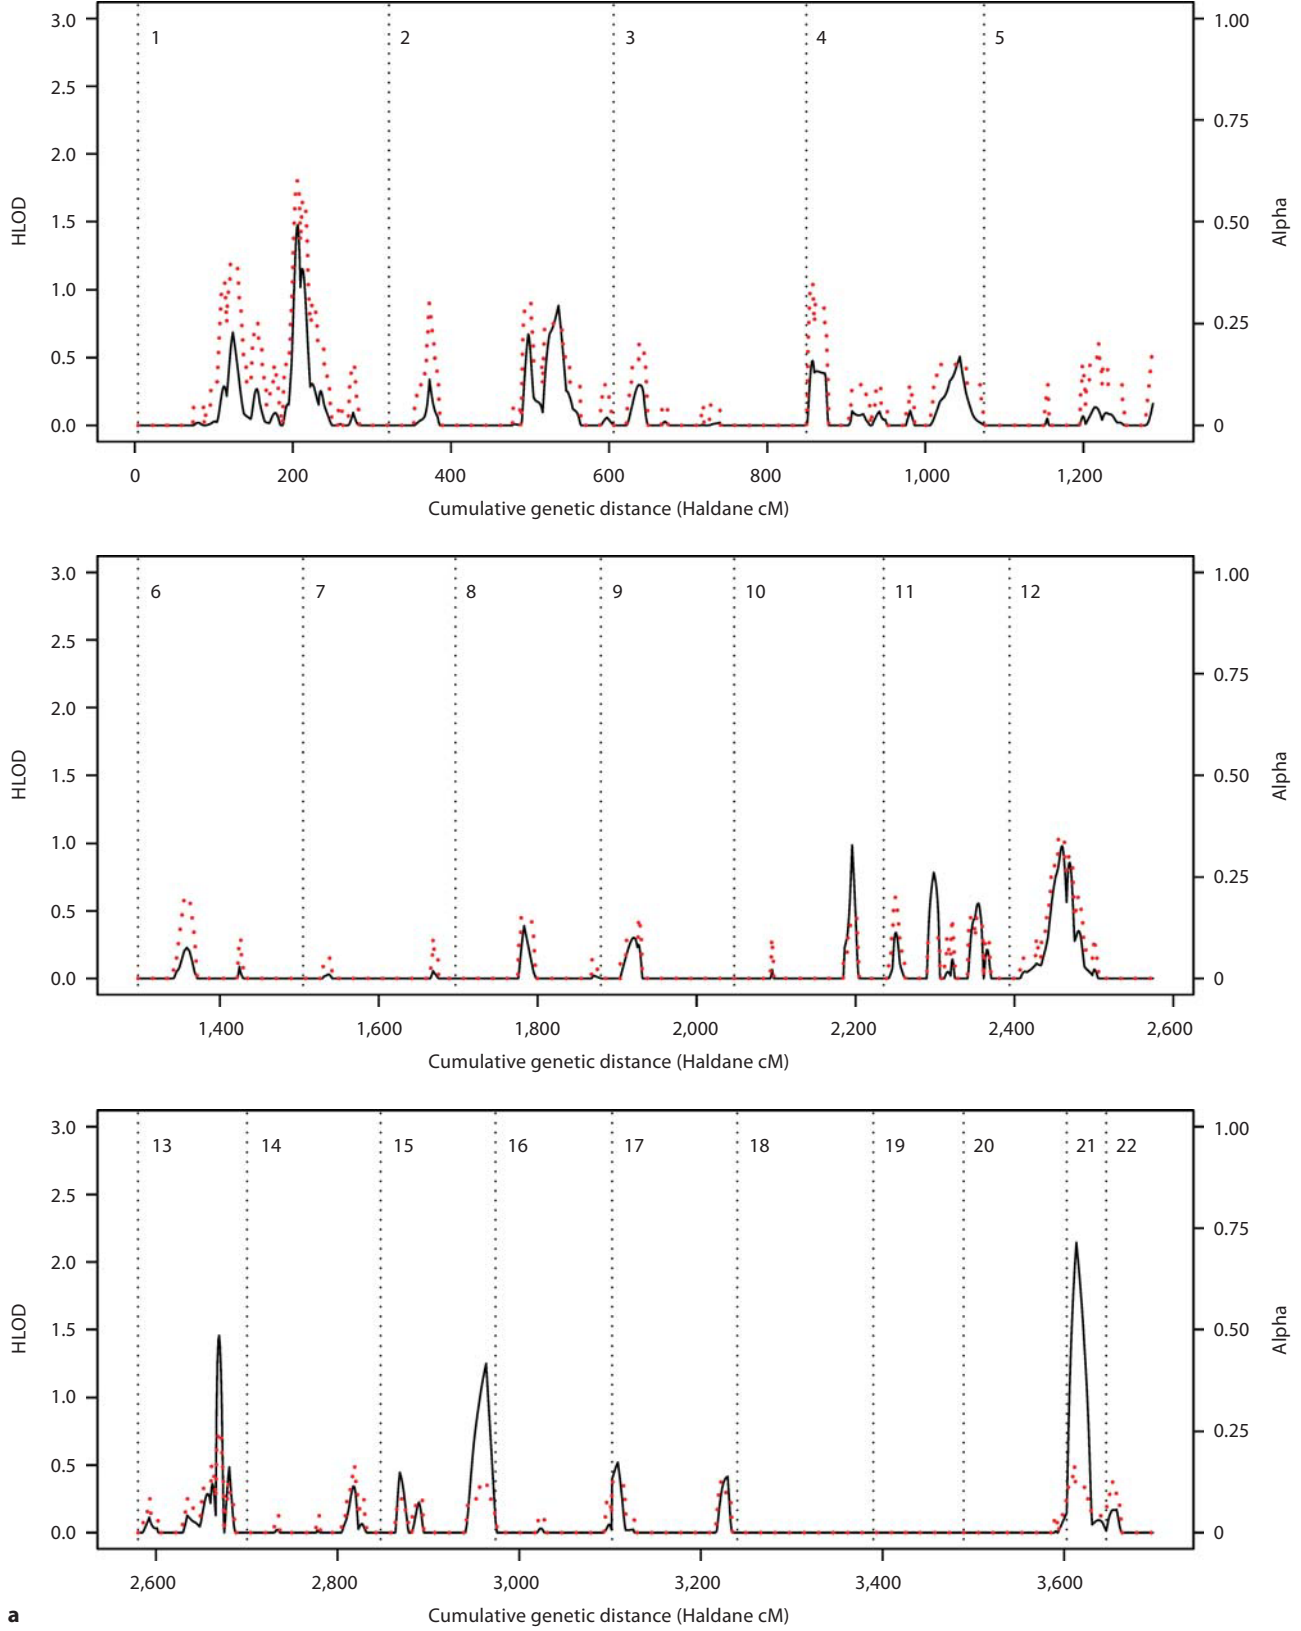 3.0 1.00
1 2 3 4 5
2.5
0.75
2.0
HLOD 1.5 0.50 Alpha
1.0
0.25
0.5
0.0 0
0 200 400 600 800 1,000 1,200
Cumulative genetic distance (Haldane cM)
3.0 1.00
6 7 8 9 10 11 12
2.5
0.75
2.0
HLOD 1.5 0.50 Alpha
1.0
0.25
0.5
0.0 0
1,400 1,600 1,800 2,000 2,200 2,400 2,600
Cumulative genetic distance (Haldane cM)
3.0 1.00
13 14 15 16 17 18 19 20 21 22
2.5
0.75
2.0
HLOD 1.5 0.50 Alpha
1.0
0.25
0.5
0.0 0
2,600 2,800 3,000 3,200 3,400 3,600
a Cumulative genetic distance (Haldane cM)